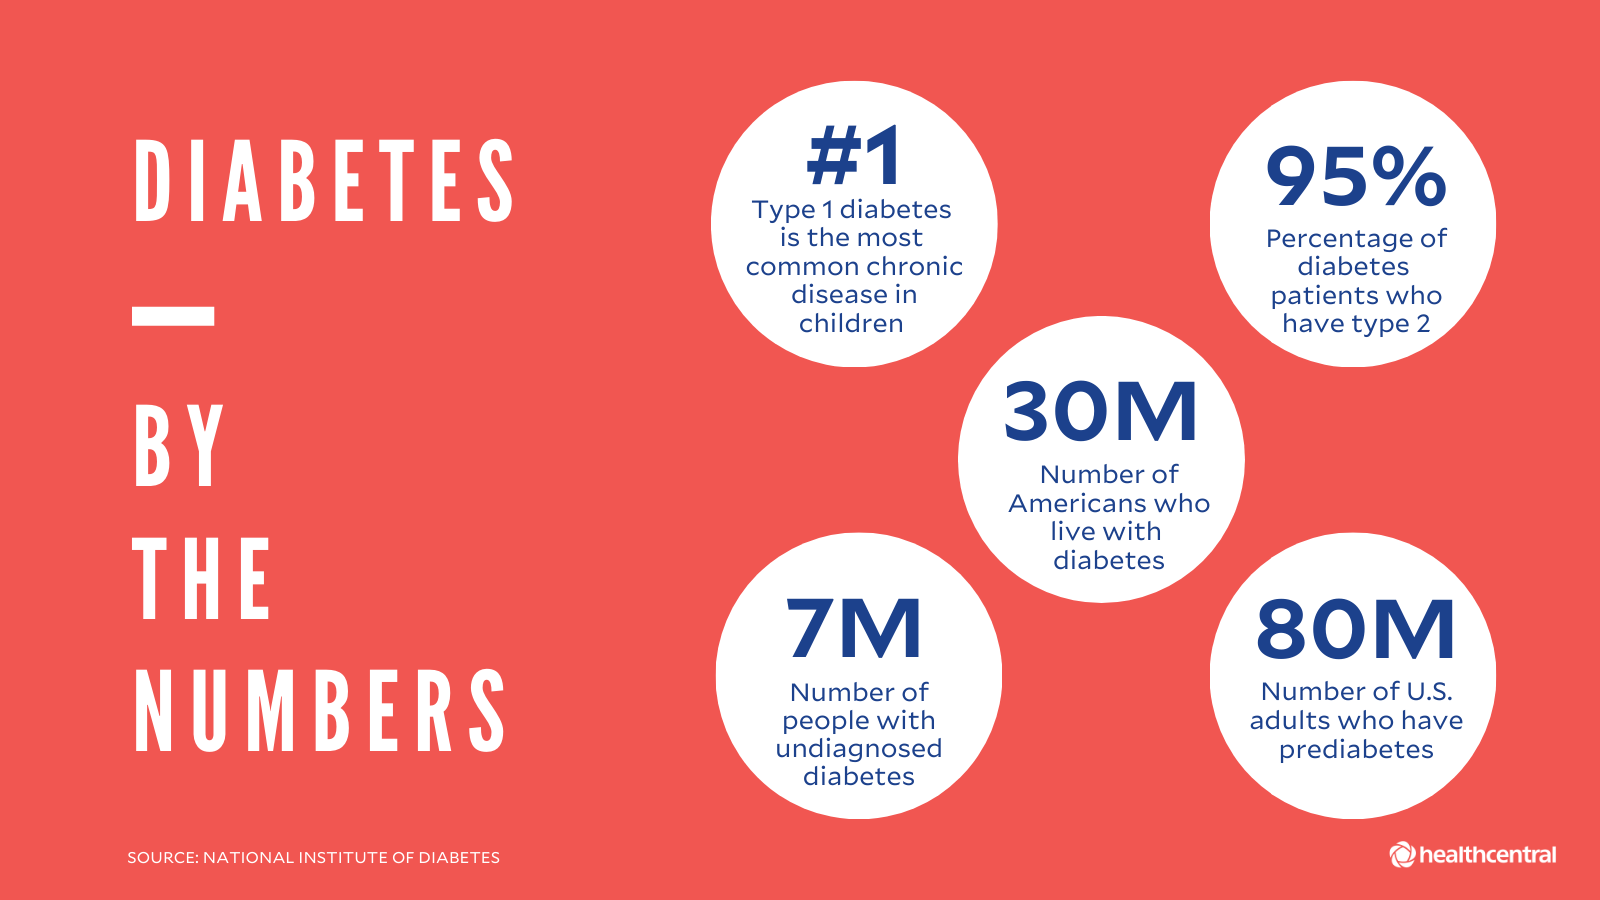 DIABETES
BY
THE
NUMBERS
#1
Type 1 diabetes
is the most
common chronic
disease in
children
95%
Percentage of
diabetes
patients who
have type 2
30M
Number of
Americans who
live with
diabetes
7M
Number of
people with
undiagnosed
diabetes
80M
Number of U.S.
adults who have
prediabetes
SOURCE: NATIONAL INSTITUTE OF DIABETES
healthcentral